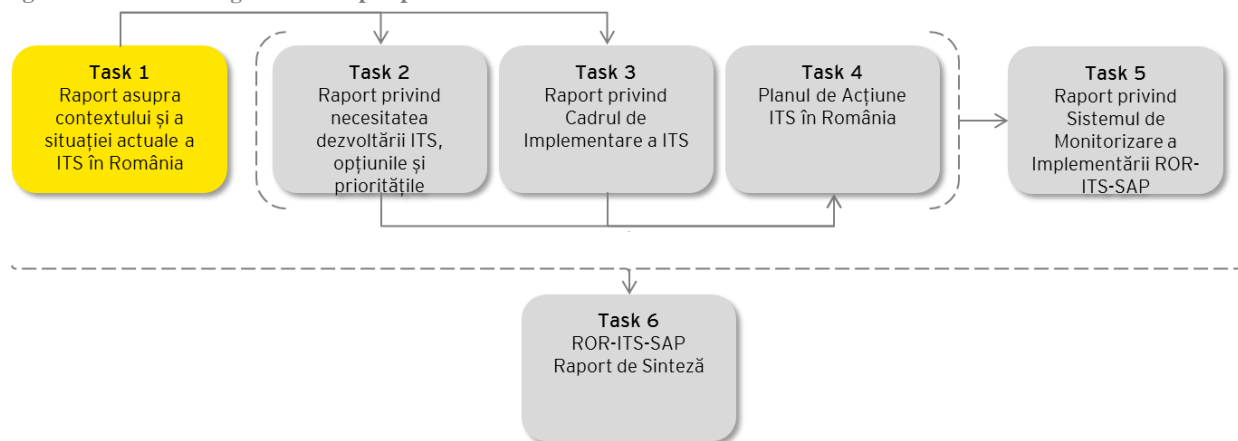 Task 1
Raport asupra
contextului și a
situației actuale a
ITS în România
Task 2
Raport privind
necesitatea
dezvoltării ITS,
opțiunile și
prioritățile
Task 3
Raport privind
Cadrul de
Implementare a ITS
Task 4
Planul de Acțiune
ITS în România
Task 5
Raport privind
Sistemul de
Monitorizare a
Implementării ROR-
ITS-SAP
Task 6
ROR-ITS-SAP
Raport de Sinteză